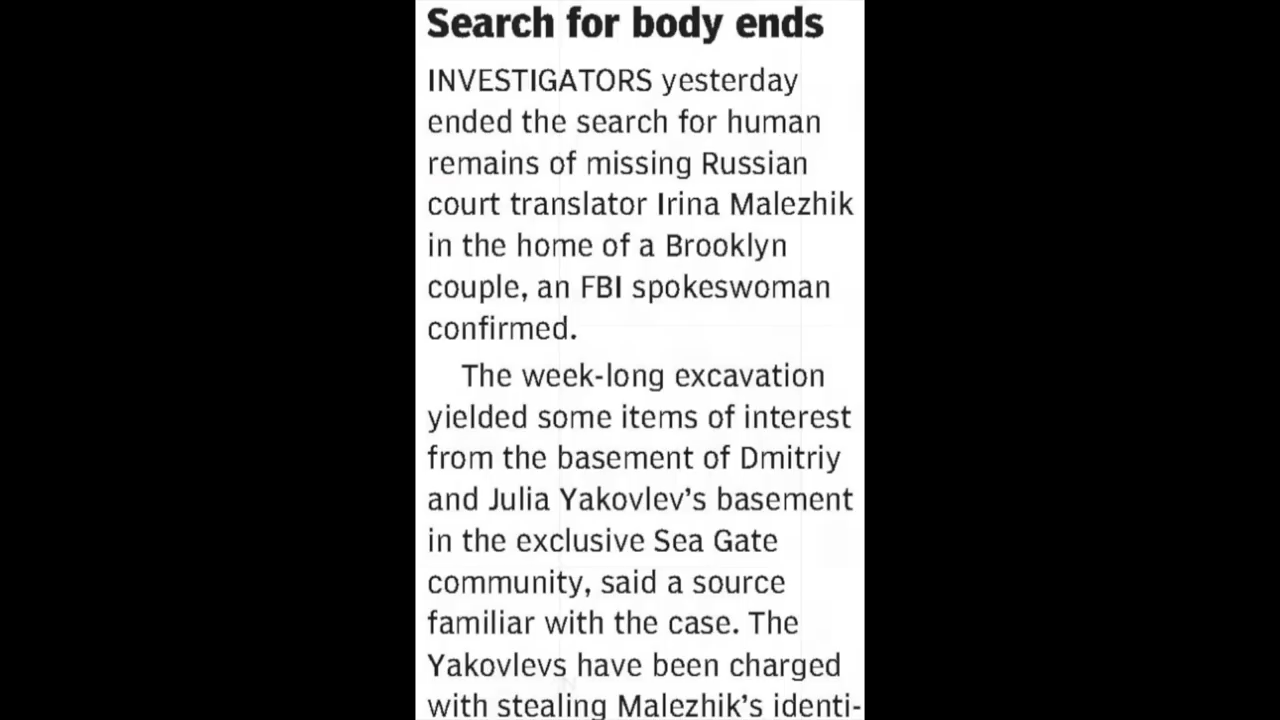 Search for body ends
INVESTIGATORS yesterday
ended the search for human
remains of missing Russian
court translator Irina Malezhik
in the home of a Brooklyn
couple, an FBI spokeswoman
confirmed.
The week-long excavation
yielded some items of interest
from the basement of Dmitriy
and Julia Yakovlev's basement
in the exclusive Sea Gate
community, said a source
familiar with the case. The
Yakovlevs have been charged
with stealing Malezhik's identi-